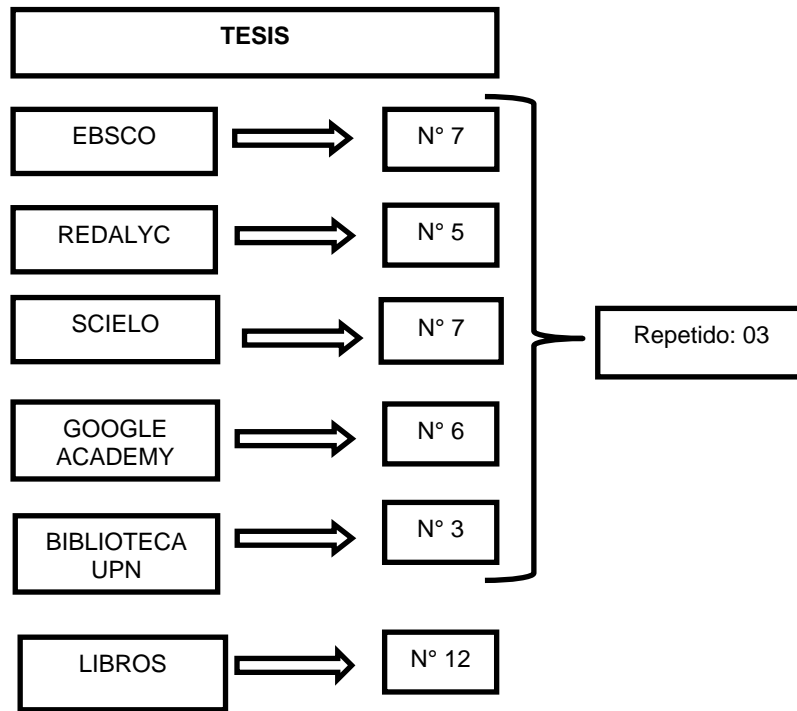 TESIS
EBSCO
N° 7
REDALYC
N° 5
SCIELO
N° 7
Repetido: 03
GOOGLE
ACADEMY
N° 6
BIBLIOTECA
UPN
N° 3
LIBROS
N° 12